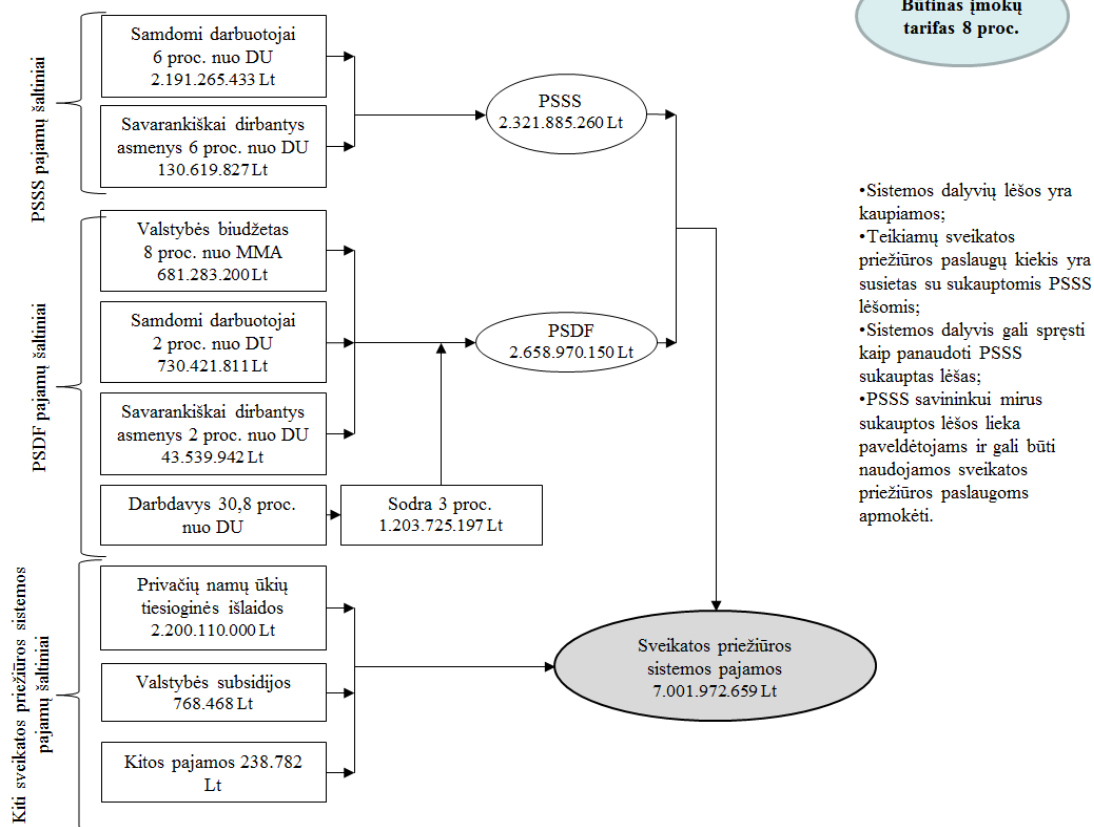 Būtinas įmokų
tarifas 8 proc.
PSSS pajamų šaltiniai
Samdomi darbuotojai
6 proc. nuo DU
2.191.265.433 Lt
Savarankiškai dirbantys
asmenys 6 proc. nuo DU
130.619.827 Lt
PSSS
2.321.885.260 Lt
PSDF pajamų šaltiniai
Valstybės biudžetas
8 proc. nuo MMA
681.283.200 Lt
Samdomi darbuotojai
2 proc. nuo DU
730.421.811 Lt
Savarankiškai dirbantys
asmenys 2 proc. nuo DU
43.539.942 Lt
Darbdavys 30,8 proc.
nuo DU
Sodra 3 proc.
1.203.725.197 Lt
PSDF
2.658.970.150 Lt
Kiti sveikatos priežiūros sistemos
pajamų šaltiniai
Privačių namų ūkių
tiesioginės išlaidos
2.200.110.000 Lt
Valstybės subsidijos
768.468 Lt
Kitos pajamos 238.782
Lt
Sveikatos priežiūros
sistemos pajamos
7.001.972.659 Lt
•Sistemos dalyvių lėšos yra
kaupiamos;
•Teikiamų sveikatos
priežiūros paslaugų kiekis yra
susietas su sukauptomis PSSS
lėšomis;
•Sistemos dalyvis gali spręsti
kaip panaudoti PSSS
sukauptas lėšas;
•PSSS savininkui mirus
sukauptos lėšos lieka
paveldėtojams ir gali būti
naudojamos sveikatos
priežiūros paslaugoms
apmokėti.